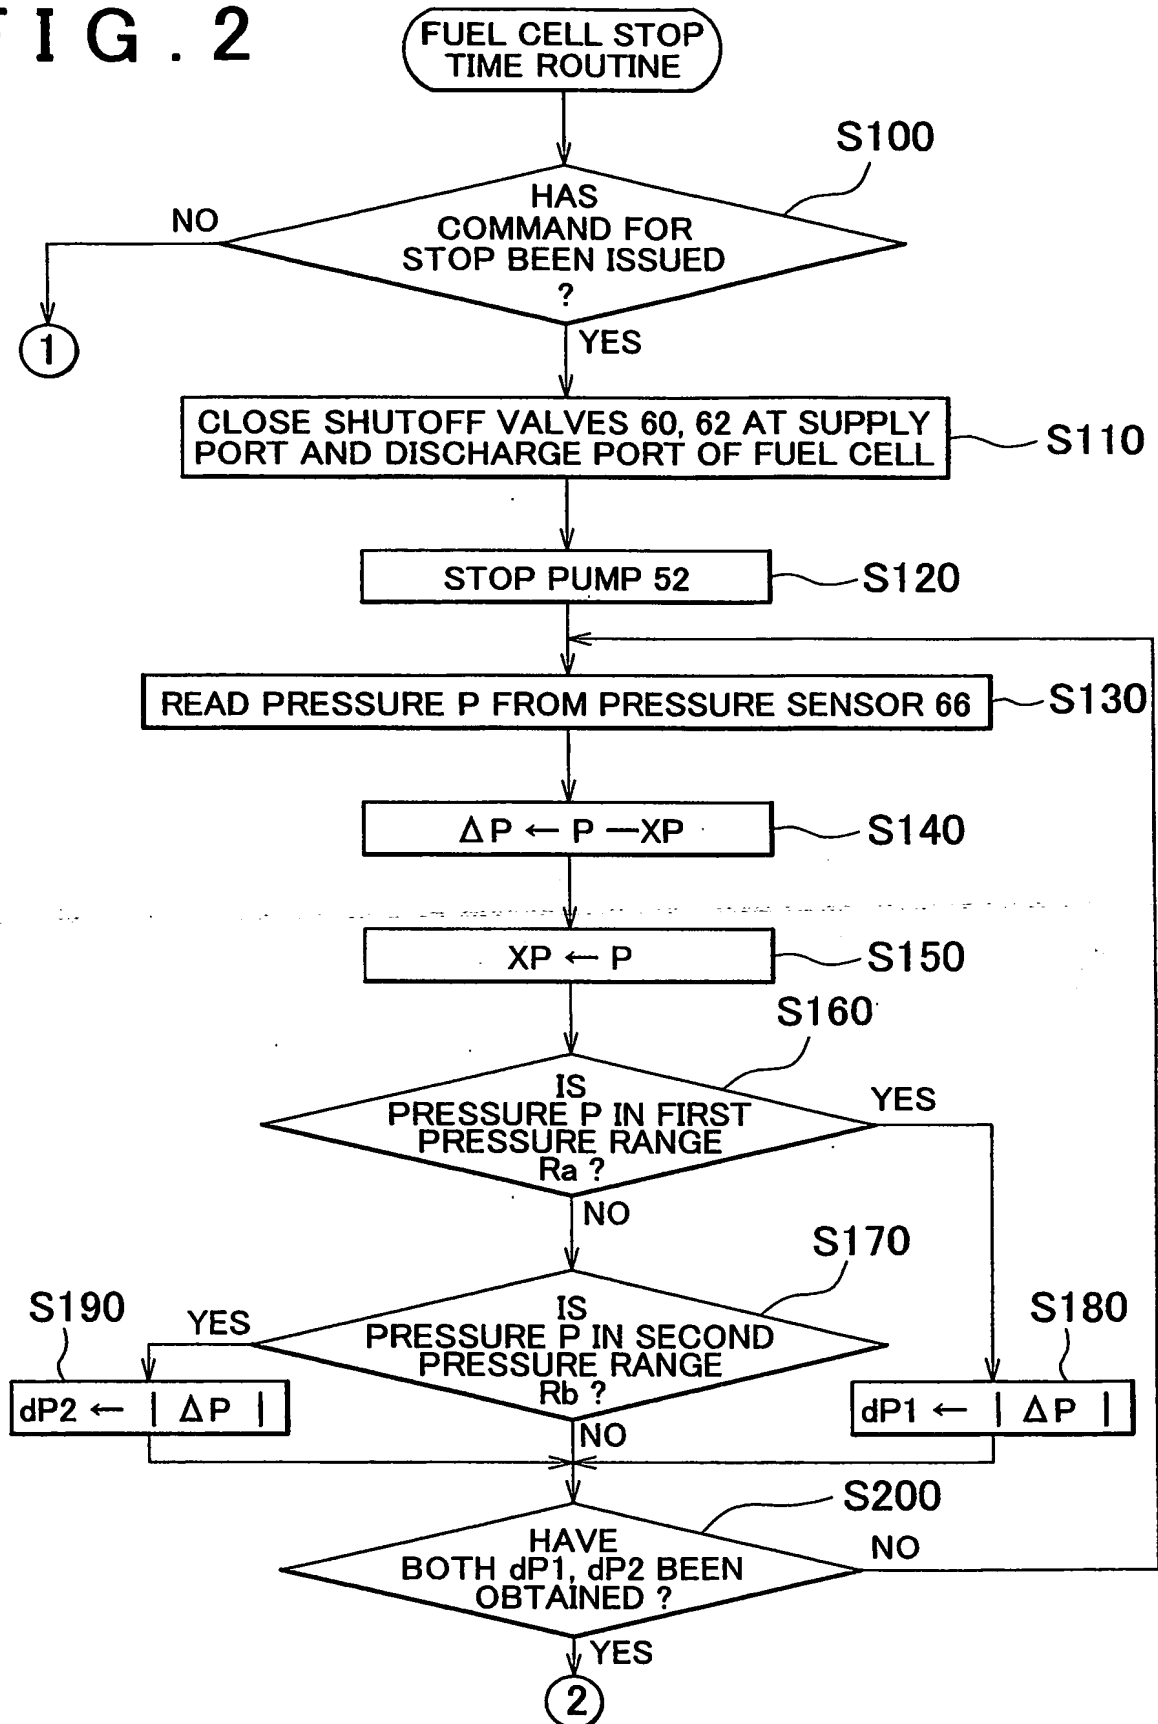 FIG.2
FUEL CELL STOP
TIME ROUTINE
S100
HAS
COMMAND FOR
STOP BEEN ISSUED
?
NO
1
YES
CLOSE SHUTOFF VALVES 60, 62 AT SUPPLY
PORT AND DISCHARGE PORT OF FUEL CELL
S110
STOP PUMP 52
S120
READ PRESSURE P FROM PRESSURE SENSOR 66
S130
ΔP ← P —XP
S140
XP ← P
S150
S160
IS
PRESSURE P IN FIRST
PRESSURE RANGE
Ra ?
YES
NO
S170
IS
PRESSURE P IN SECOND
PRESSURE RANGE
Rb ?
YES
S190
dP2 ← | ΔP |
S180
dP1 ← | ΔP |
NO
S200
HAVE
BOTH dP1, dP2 BEEN
OBTAINED ?
NO
YES
2